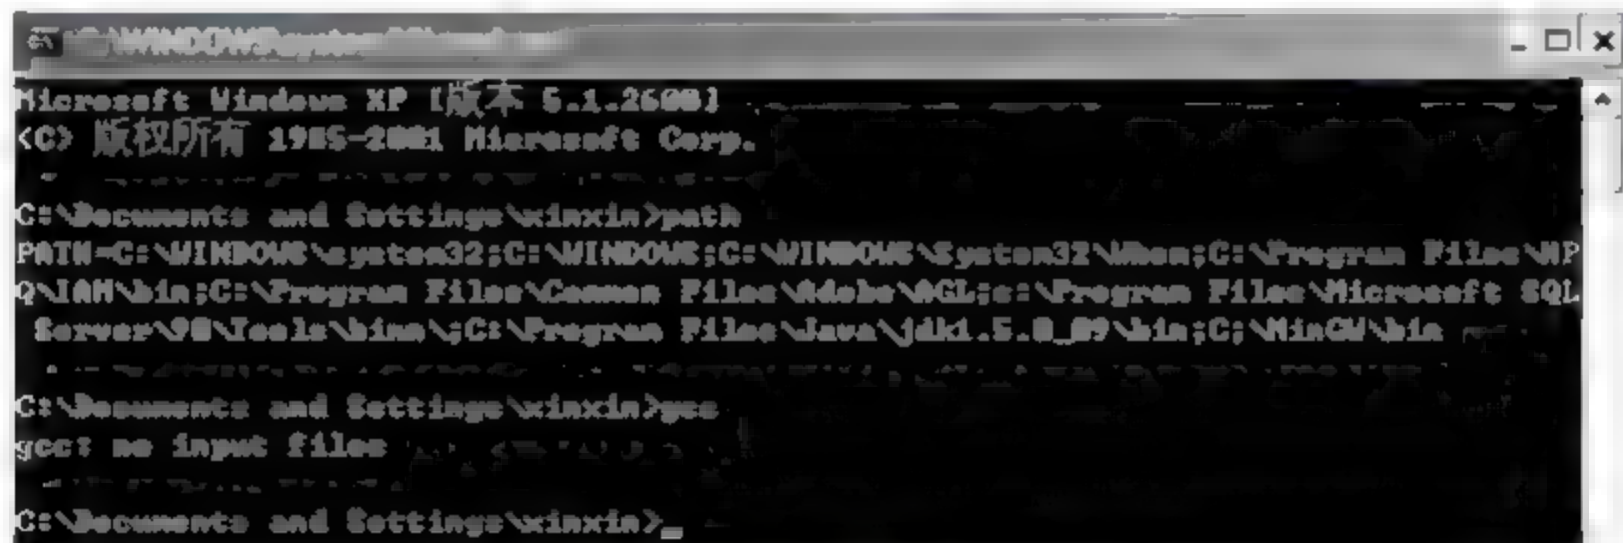 Microsoft Windows XP [版本 5.1.2600]
<C> 版权所有 1985-2001 Microsoft Corp.
C:\Documents and Settings\xinxin>path
PATH=C:\WINDOWS\system32;C:\WINDOWS;C:\WINDOWS\System32\Wbem;C:\Program Files\
\bin;C:\Program Files\Common Files\Adobe\AGL;c:\Program Files\Microsoft SQL
Server\90\Tools\binn\;C:\Program Files\Java\jdk1.5.0_09\bin;C;\MinGW\bin
C:\Documents and Settings\xinxin>gcc
gcc: no input files
C:\Documents and Settings\xinxin>_